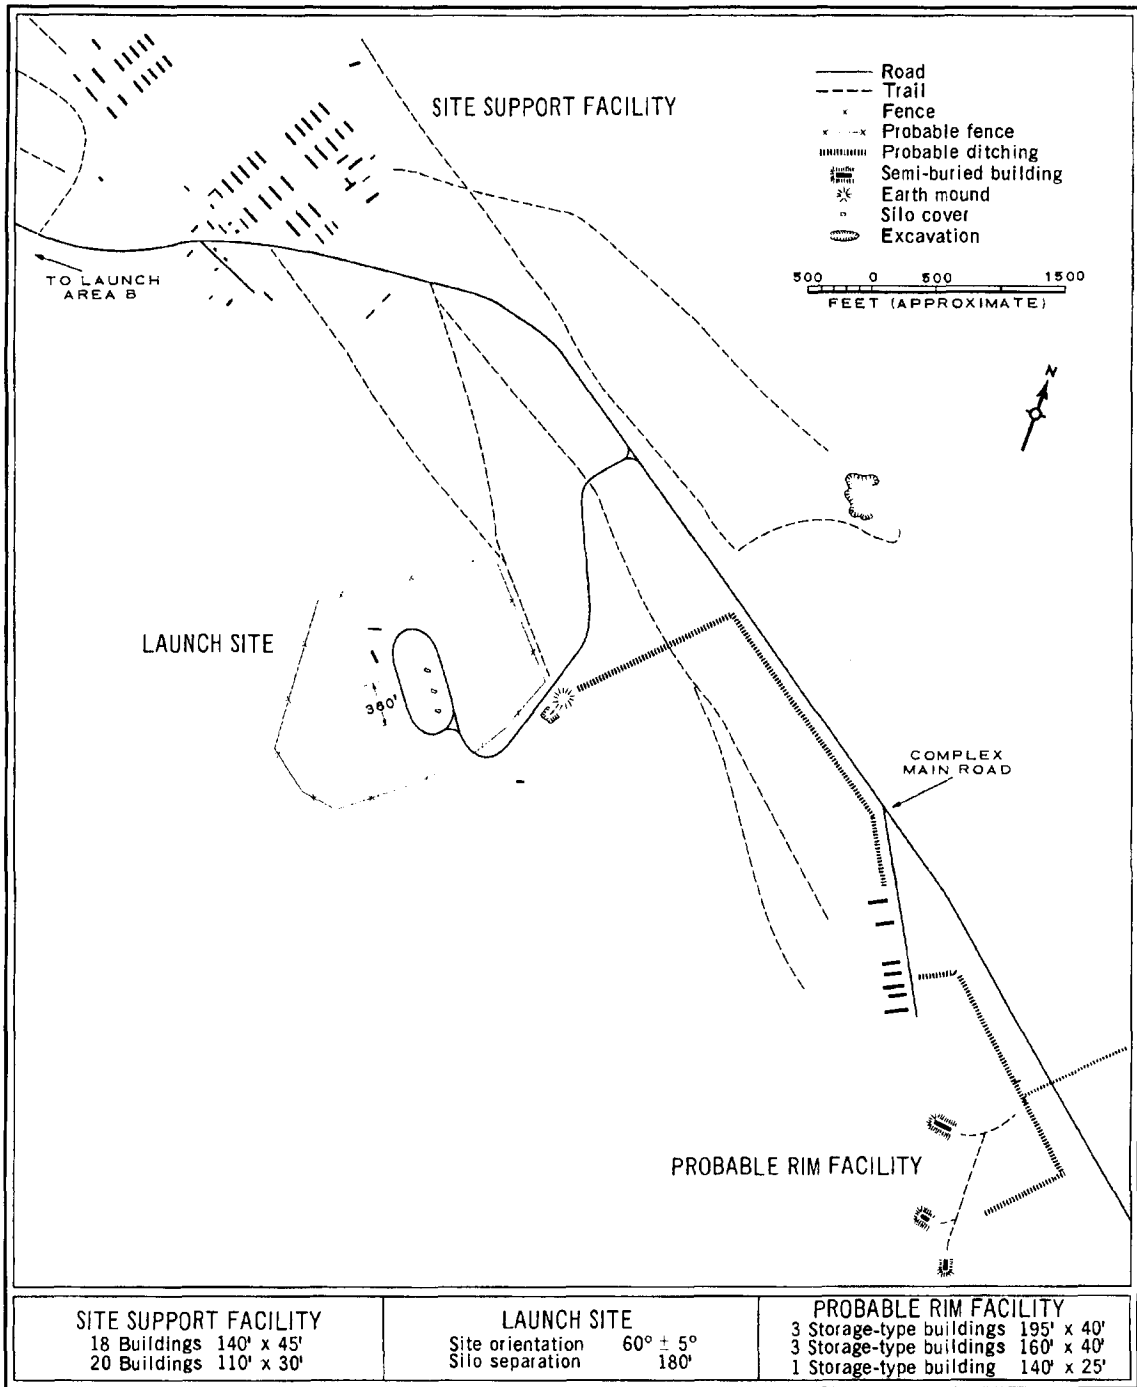 SITE SUPPORT FACILITY
Road
Trail
Fence
Probable fence
Probable ditching
Semi-buried building
Earth mound
Silo cover
Excavation
500 0 500 1500
FEET (APPROXIMATE)
TO LAUNCH
AREA B
N
LAUNCH SITE
360'
COMPLEX
MAIN ROAD
PROBABLE RIM FACILITY
SITE SUPPORT FACILITY
18 Buildings 140' x 45'
20 Buildings 110' x 30'
LAUNCH SITE
Site orientation 60° ± 5°
Silo separation 180'
PROBABLE RIM FACILITY
3 Storage-type buildings 195' x 40'
3 Storage-type buildings 160' x 40'
1 Storage-type building 140' x 25'